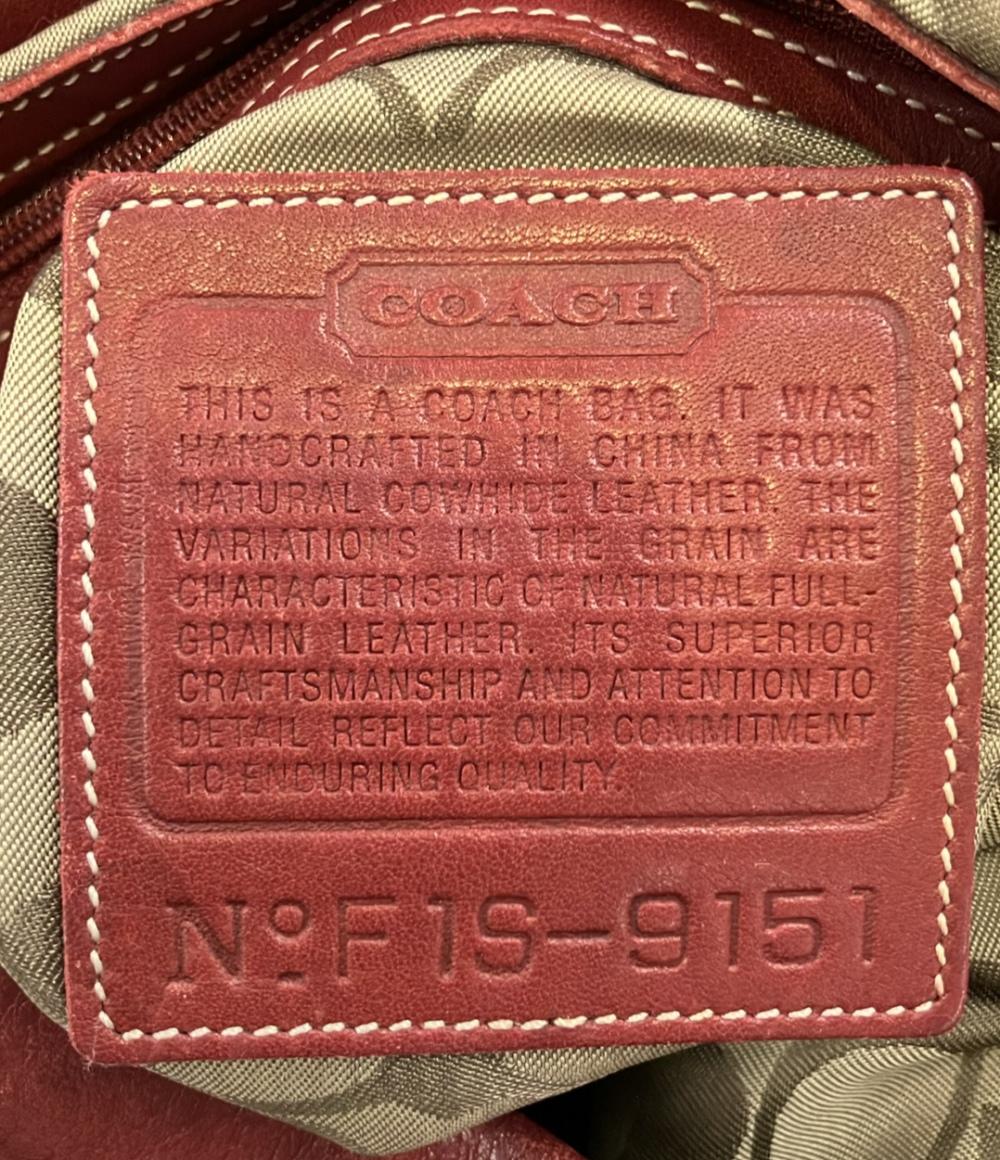 COACH
THIS IS A COACH BAG. IT WAS
HANDCRAFTED IN CHINA FROM
NATURAL COWHIDE LEATHER. THE
VARIATIONS IN THE GRAIN ARE
CHARACTERISTIC OF NATURAL FULL-
GRAIN LEATHER. ITS SUPERIOR
CRAFTSMANSHIP AND ATTENTION TO
DETAIL REFLECT OUR COMMITMENT
TO ENDURING QUALITY.
Nº F1S-9151